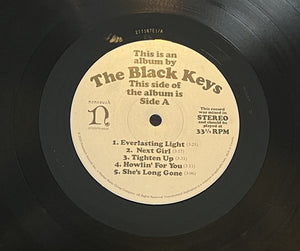 This is an
album by
The Black Keys
This side of
the album is
Side A
nonesuch
n.
This record
was mixed in
STEREO
and should be
played at
33⅓ RPM
1. Everlasting Light
2. Next Girl
3. Tighten Up
4. Howlin' For You
5. She's Long Gone